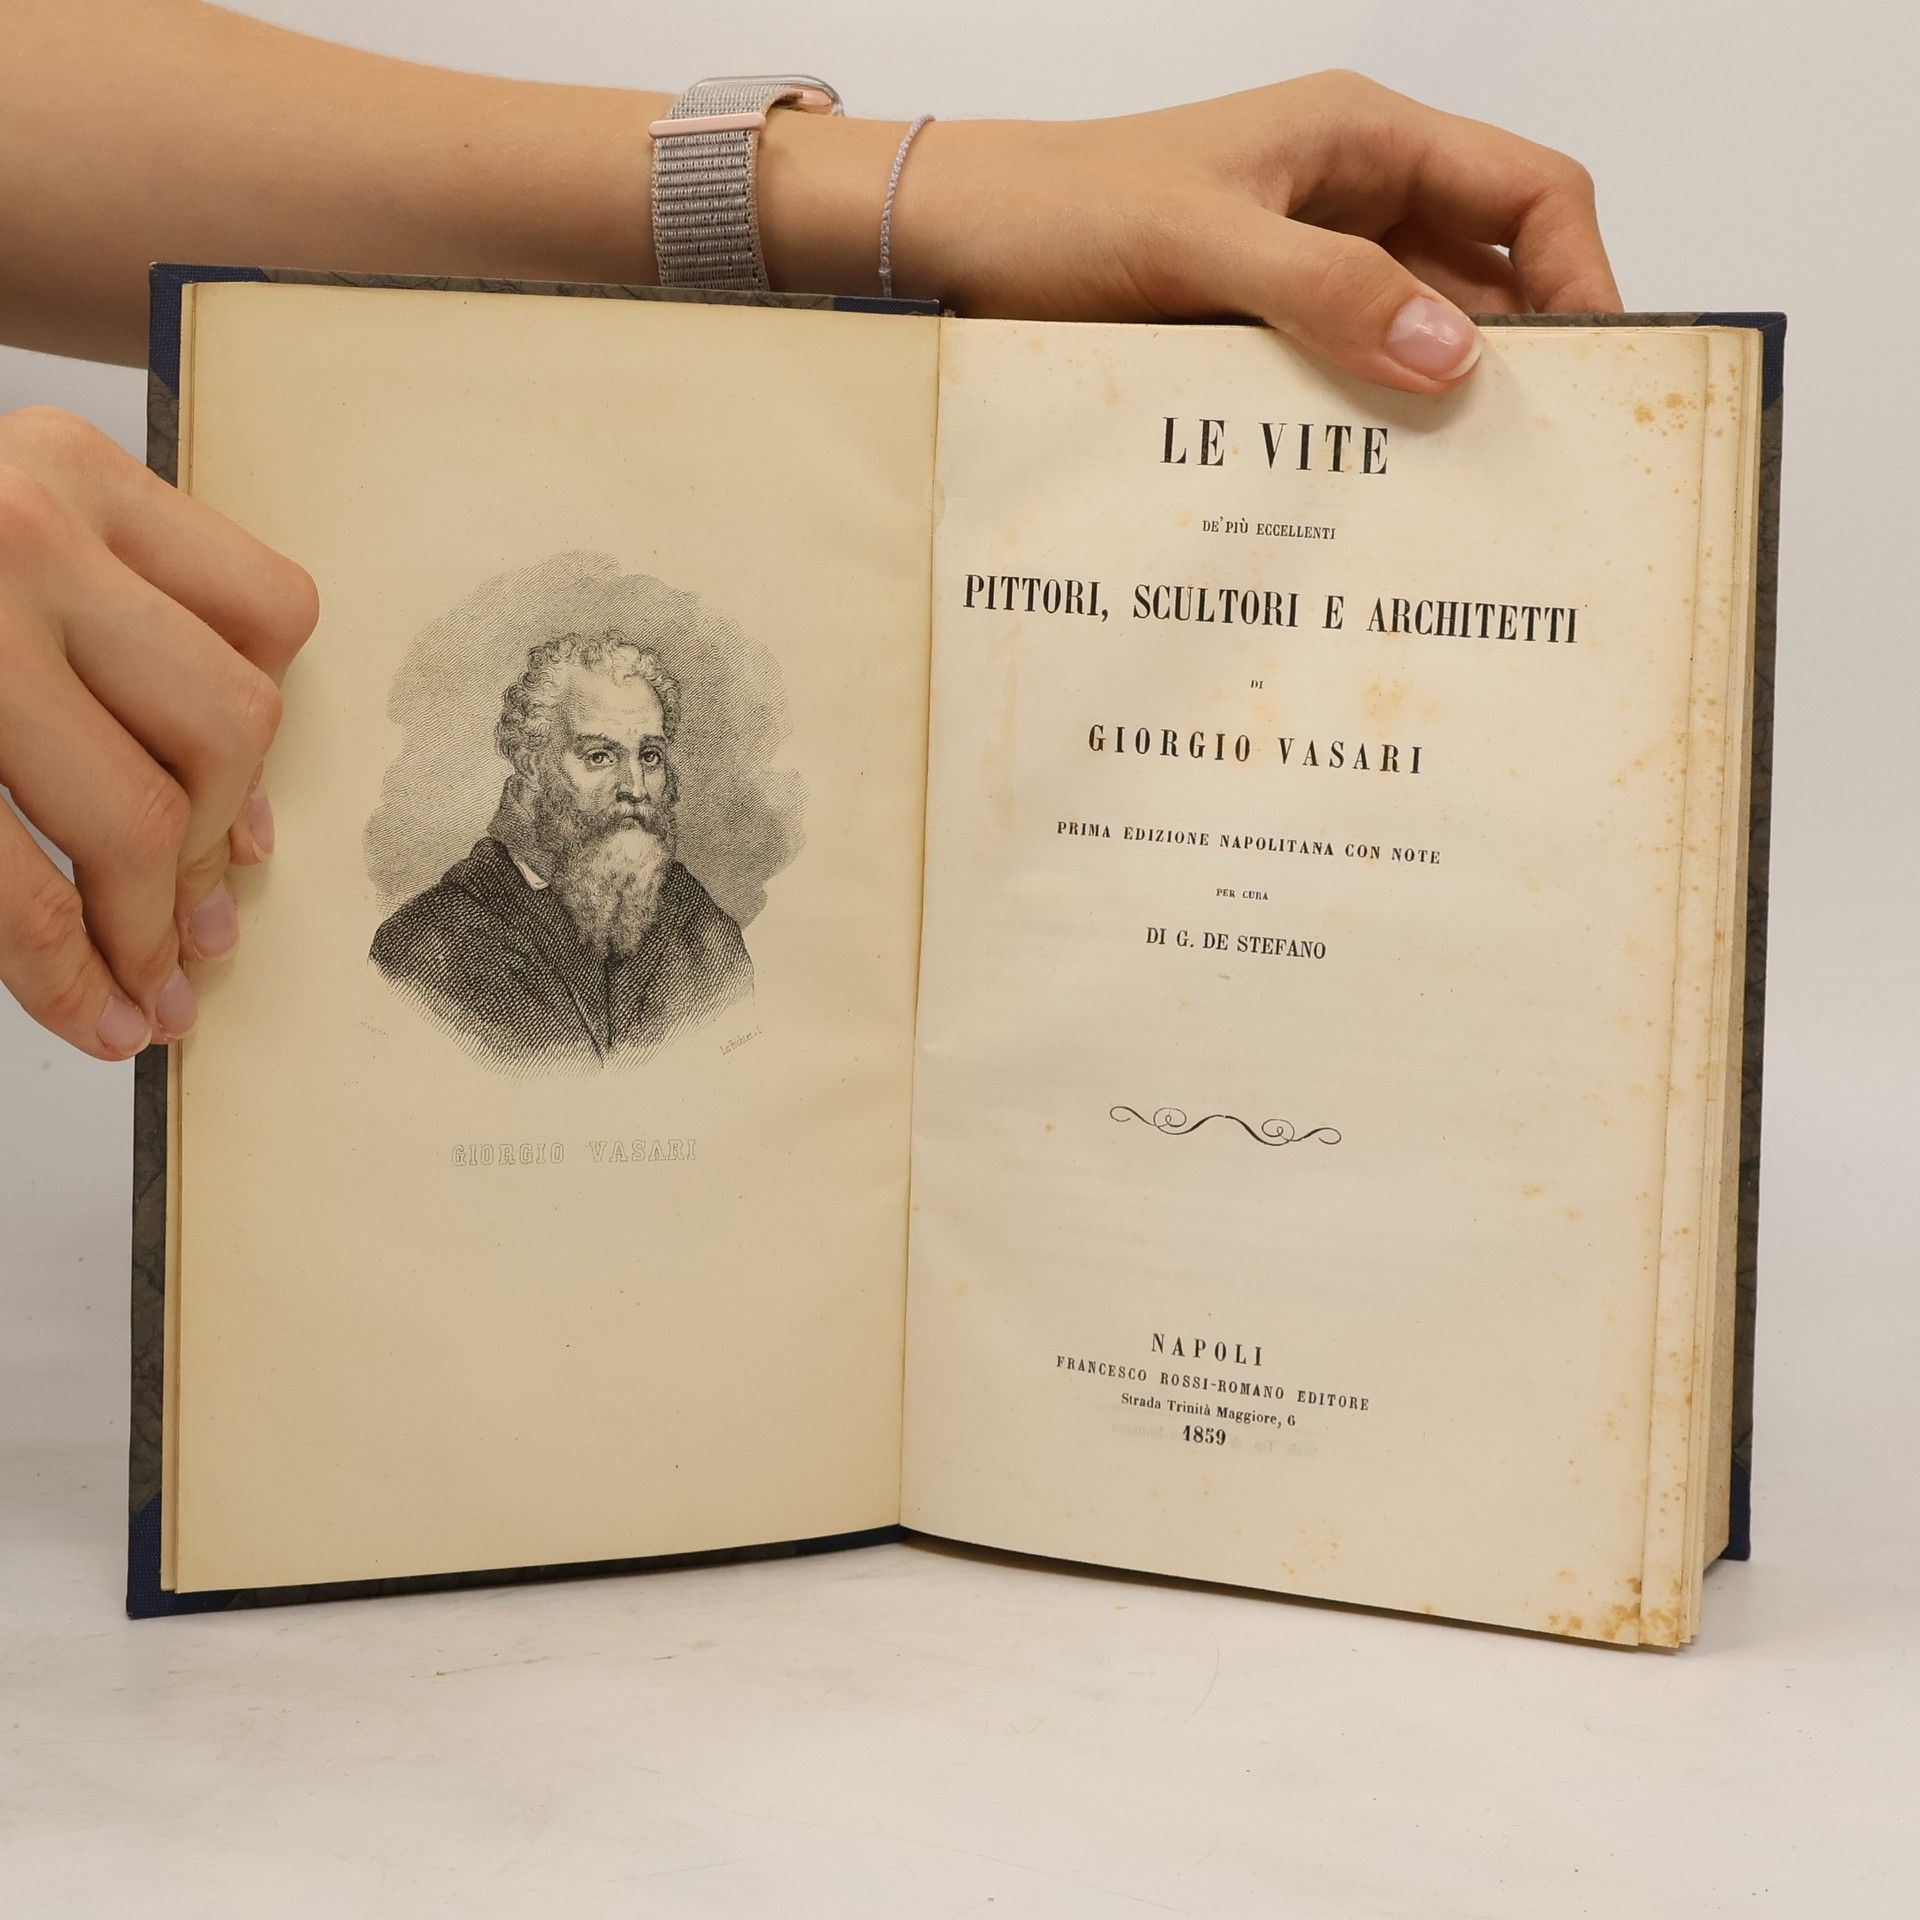 GIORGIO VASARI
LE VITE
DE' PIÙ ECCELLENTI
PITTORI, SCULTORI E ARCHITETTI
DI
GIORGIO VASARI
PRIMA EDIZIONE NAPOLITANA CON NOTE
PER CURA
DI G. DE STEFANO
NAPOLI
FRANCESCO ROSSI-ROMANO EDITORE
Strada Trinità Maggiore, 6
1859